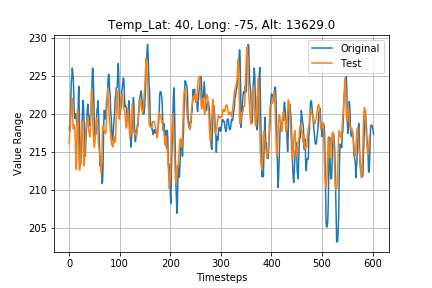 Temp_Lat: 40, Long: -75, Alt: 13629.0
230
225
220
215
210
205
Value Range
Original
Test
0 100 200 300 400 500 600
Timesteps